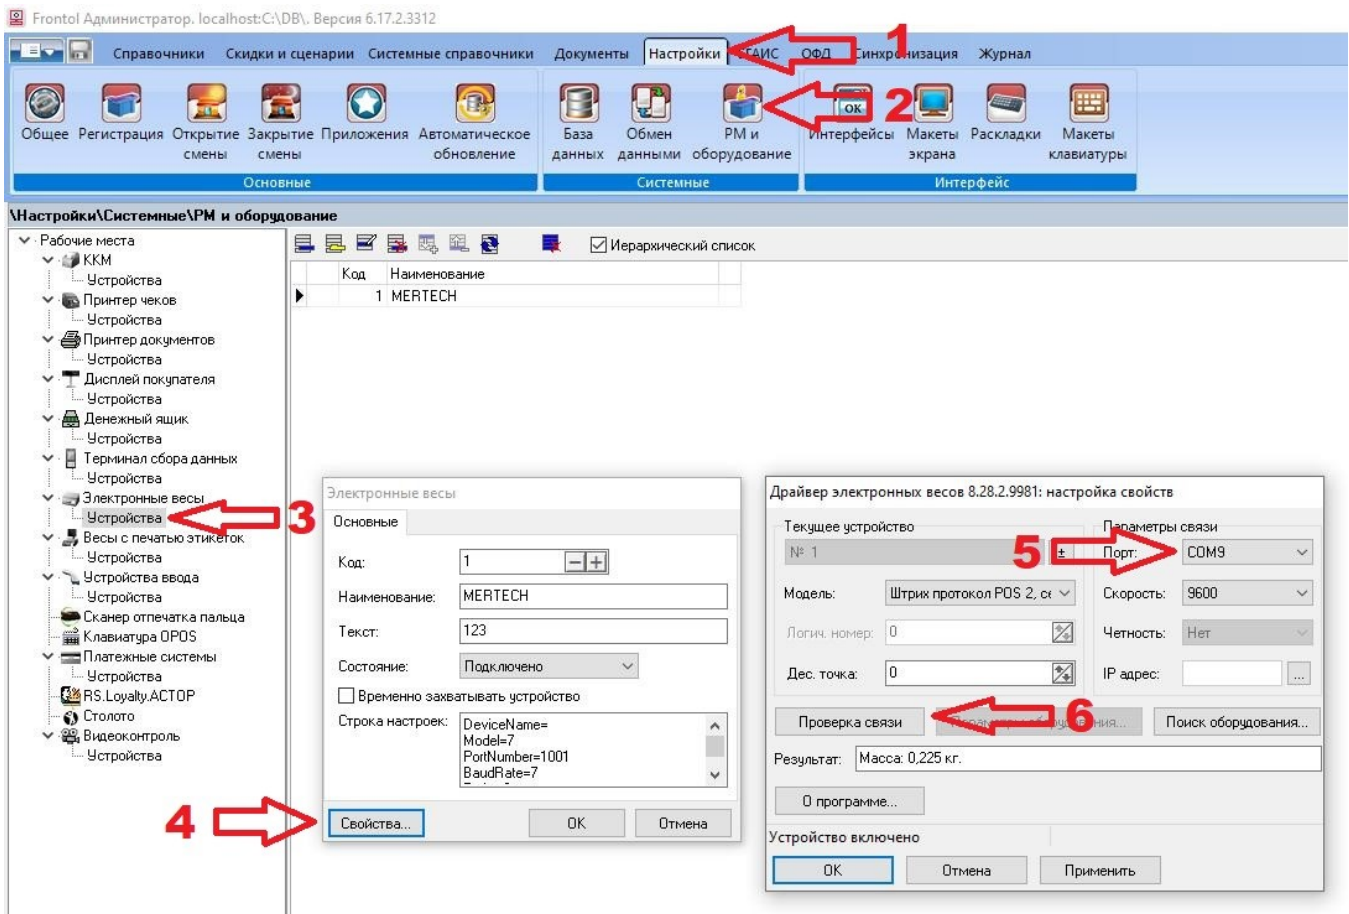 Frontol Администратор. localhost:C:\DB\. Версия 6.17.2.3312
Справочники Скидки и сценарии Системные справочники Документы Настройки ОФД Синхронизация Журнал
1
2
OK
Общее Регистрация Открытие смены Закрытие смены Приложения Автоматическое обновление База данных Обмен данными РМ и оборудование Интерфейсы Макеты экрана Раскладки Макеты клавиатуры
Основные Системные Интерфейс
\Настройки\Системные\РМ и оборудование
Рабочие места
ККМ
Устройства
Принтер чеков
Устройства
Принтер документов
Устройства
Дисплей покупателя
Устройства
Денежный ящик
Устройства
Терминал сбора данных
Устройства
Электронные весы
Устройства
3
Весы с печатью этикеток
Устройства
Устройства ввода
Устройства
Сканер отпечатка пальца
Клавиатура OPOS
Платежные системы
Устройства
RS.Loyalty.ACTOP
Столото
Видеоконтроль
Устройства
Иерархический список
Код Наименование
1 MERTECH
Электронные весы
Основные
Код: 1
Наименование: MERTECH
Текст: 123
Состояние: Подключено
Временно захватывать устройство
Строка настроек: DeviceName=
Model=7
PortNumber=1001
BaudRate=7
4
Свойства... OK Отмена
Драйвер электронных весов 8.28.2.9981: настройка свойств
Текущее устройство Параметры связи
№ 1 ± 5 Порт: COM9
Модель: Штрих протокол POS 2, се Скорость: 9600
Логич. номер: 0 Четность: Нет
Дес. точка: 0 IP адрес: ...
Проверка связи 6 Поиск оборудования...
Результат: Масса: 0,225 кг.
О программе...
Устройство включено
OK Отмена Применить